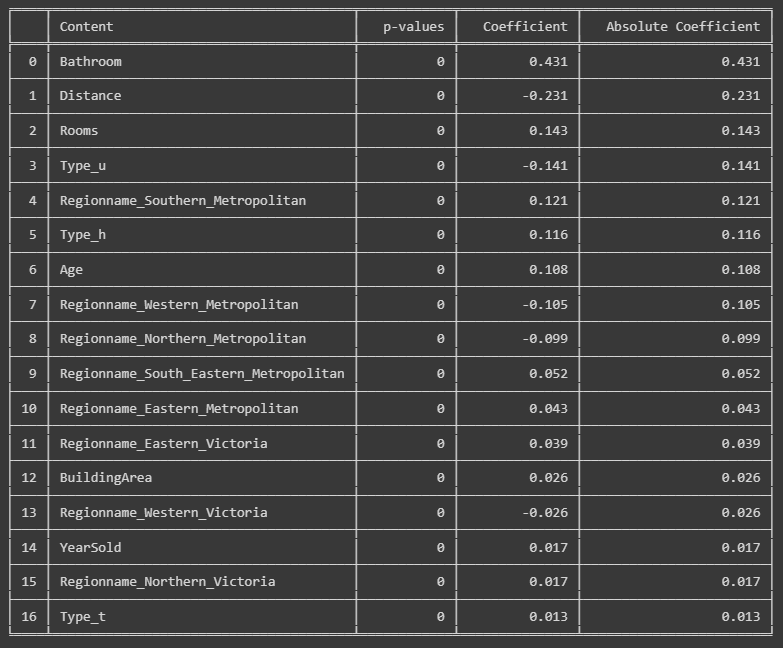 Content p-values Coefficient Absolute Coefficient
0 Bathroom 0 0.431 0.431
1 Distance 0 -0.231 0.231
2 Rooms 0 0.143 0.143
3 Type_u 0 -0.141 0.141
4 Regionname_Southern_Metropolitan 0 0.121 0.121
5 Type_h 0 0.116 0.116
6 Age 0 0.108 0.108
7 Regionname_Western_Metropolitan 0 -0.105 0.105
8 Regionname_Northern_Metropolitan 0 -0.099 0.099
9 Regionname_South_Eastern_Metropolitan 0 0.052 0.052
10 Regionname_Eastern_Metropolitan 0 0.043 0.043
11 Regionname_Eastern_Victoria 0 0.039 0.039
12 BuildingArea 0 0.026 0.026
13 Regionname_Western_Victoria 0 -0.026 0.026
14 YearSold 0 0.017 0.017
15 Regionname_Northern_Victoria 0 0.017 0.017
16 Type_t 0 0.013 0.013